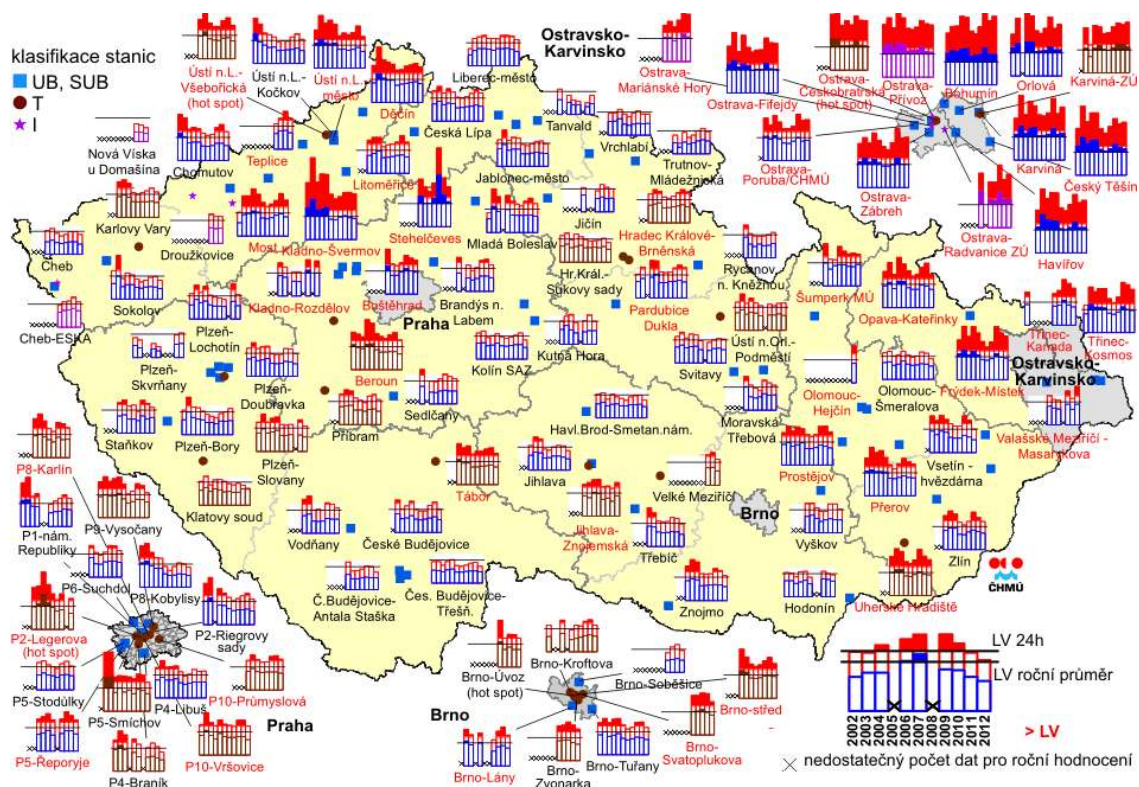 klasifikace stanic
UB, SUB
T
I
Ostravsko-
Karvinsko
Ústí n.L.-
Všebořická
(hot spot)
Ústí n.L.-
Kočkov
Ústí n.L.-
město
Liberec-město
Děčín
Česká Lípa
Tanvald
Vrchlabí
Trutnov-
Mládežnická
Ostrava-
Mariánské Hory
Ostrava-Fifejdy
Ostrava-
Českobratrská
(hot spot)
Ostrava-
Přívoz
Bohumín
Orlová
Karviná-ZÚ
Ostrava-
Poruba/CHMÚ
Ostrava-
Zábřeh
Karviná
Český Těšín
Ostrava-
Radvanice ZÚ
Havířov
Nová Víska
u Domašína
Chomutov
Teplice
Litoměřice
Jablonec-město
Karlovy Vary
Droužkovice
Most
Kladno-Švermov
Stehelčeves
Mladá Boleslav
Jičín
Hradec Králové-
Brněnská
Cheb
Sokolov
Kladno-Rozdělov
Buštěhrad
Brandýs n.
Labem
Hr.Král.-
Sukovy sady
Rychnov
n. Kněžnou
Šumperk MÚ
Opava-Kateřinky
Třinec-
Kanada
Třinec-
Kosmos
Cheb-ESKA
Plzeň-
Lochotín
Praha
Kutná Hora
Pardubice
Dukla
Ústí n.Orl.-
Podměstí
Ostravsko-
Karvinsko
Plzeň-
Skvrňany
Plzeň-
Doubravka
Beroun
Kolín SAZ
Svitavy
Olomouc-
Hejčín
Olomouc-
Šmeralova
Frýdek-Místek
Staňkov
Plzeň-Bory
Příbram
Sedlčany
Havl.Brod-Smetan.nám.
Moravská
Třebová
Valašské Meziříčí -
Masarykova
P8-Karlín
Plzeň-
Slovany
Tábor
Jihlava
Velké Meziříčí
Prostějov
Přerov
Vsetín -
hvězdárna
P1-nám.
Republiky
P9-Vysočany
Klatovy soud
Vodňany
České Budějovice
Jihlava-
Znojemská
Třebíč
Brno
Vyškov
Zlín
P6-Suchdol
P8-Kobylisy
Č.Budějovice-
Antala Staška
Čes. Budějovice-
Třešň.
Znojmo
Hodonín
Uherské Hradiště
ČHMÚ
P2-Legerova
(hot spot)
P2-Riegrovy
sady
P5-Stodůlky
P5-Smíchov
P4-Libuš
P10-Průmyslová
Praha
P5-Řeporyje
P4-Braník
P10-Vršovice
Brno-Úvoz
(hot spot)
Brno-Kroftova
Brno-Soběšice
Brno-střed
Brno
Brno-Lány
Brno-
Zvonarka
Brno-Tuřany
Brno-
Svatoplukova
LV 24h
LV roční průměr
2002
2003
2004
2005
2006
2007
2008
2009
2010
2011
2012
> LV
nedostatečný počet dat pro roční hodnocení